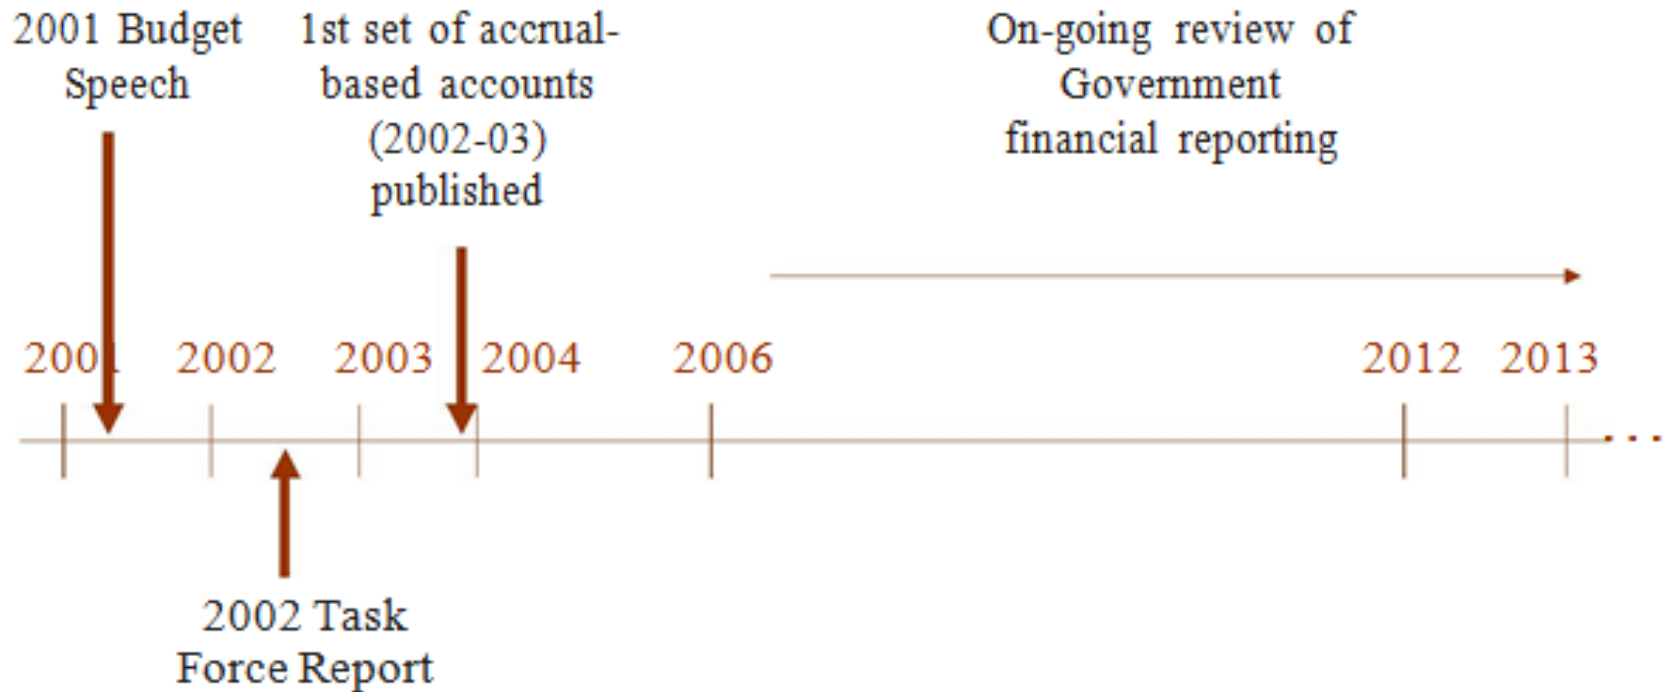 2001 Budget
Speech
1st set of accrual-
based accounts
(2002-03)
published
On-going review of
Government
financial reporting
2001 2002 2003 2004 2006 2012 2013
...
2002 Task
Force Report